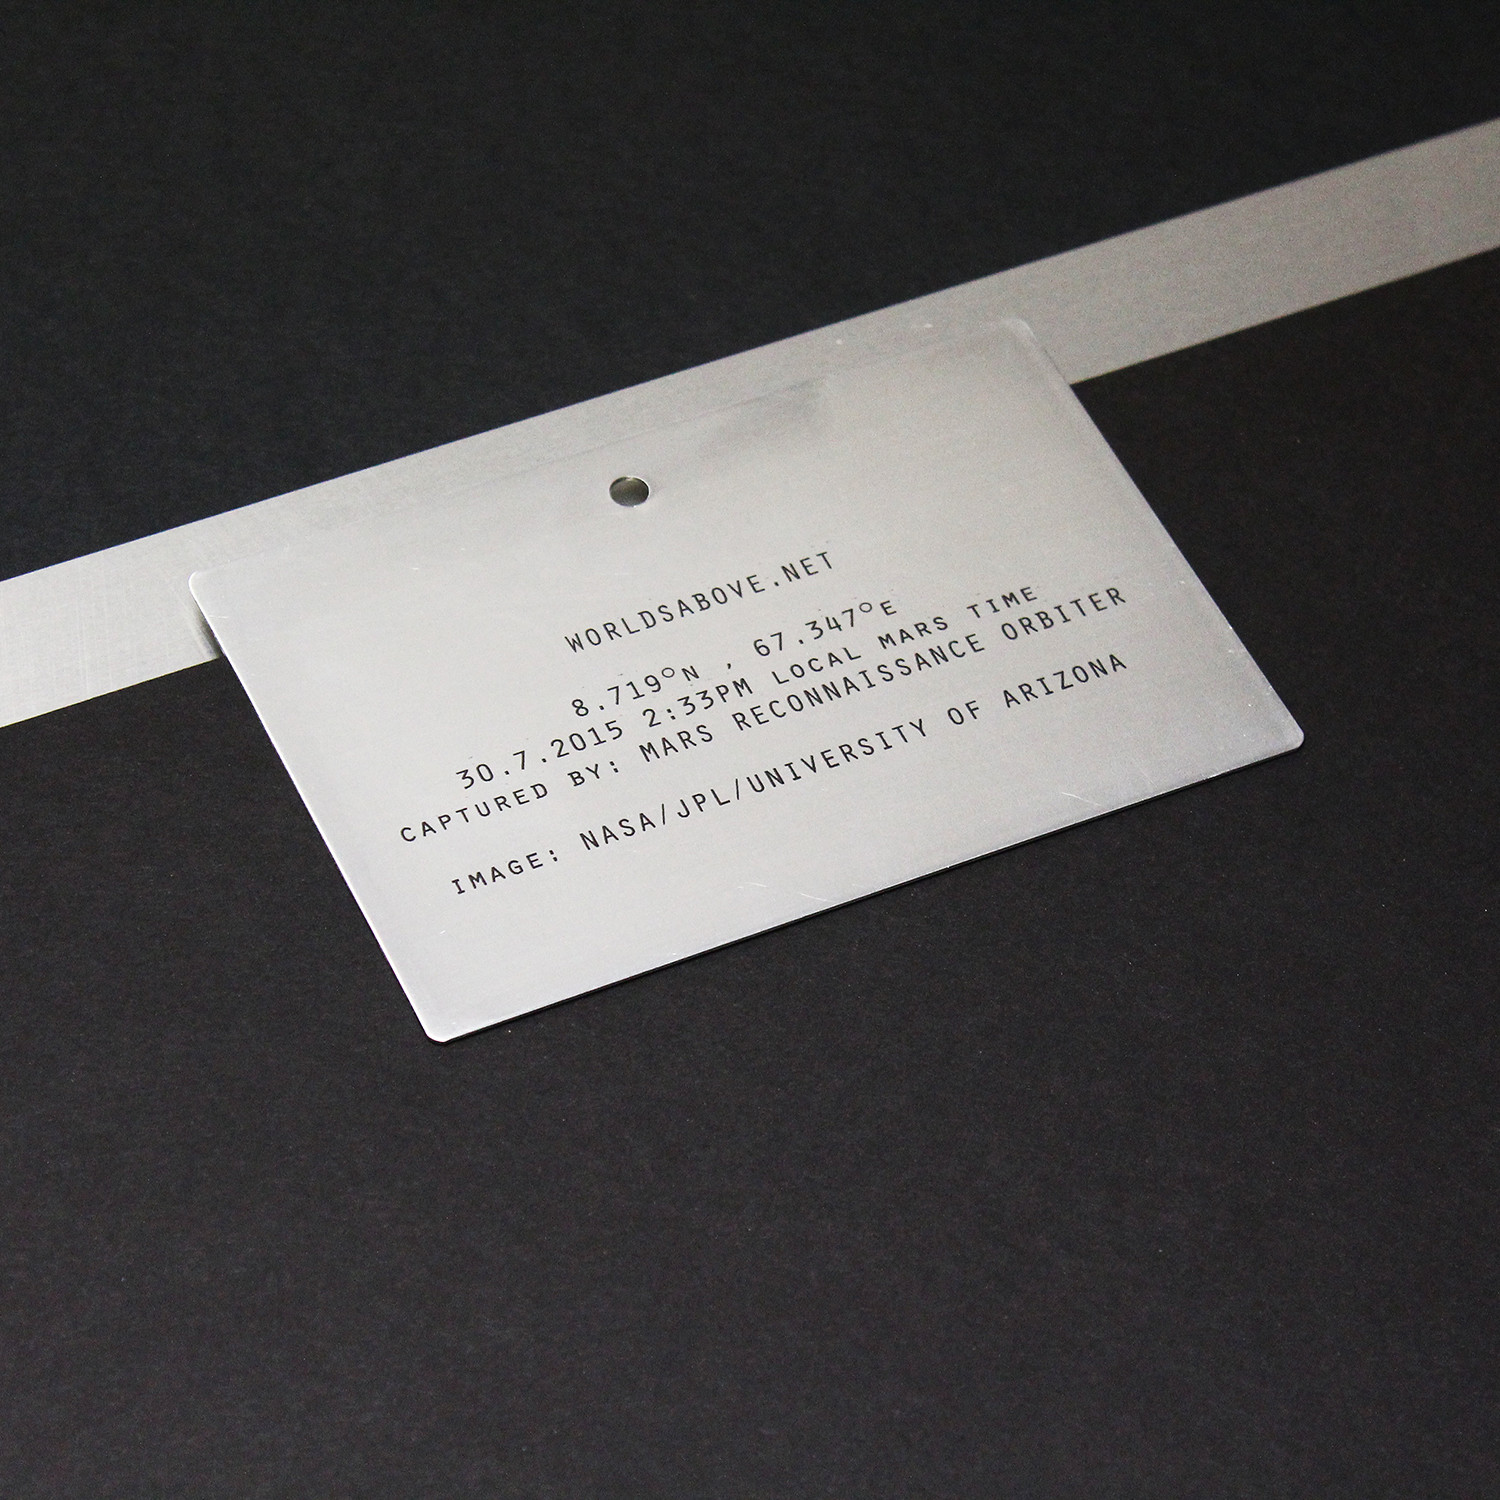 WORLDSABOVE.NET
8.719°N , 67.347°E
30.7.2015 2:33PM LOCAL MARS TIME
CAPTURED BY: MARS RECONNAISSANCE ORBITER
IMAGE: NASA/JPL/UNIVERSITY OF ARIZONA